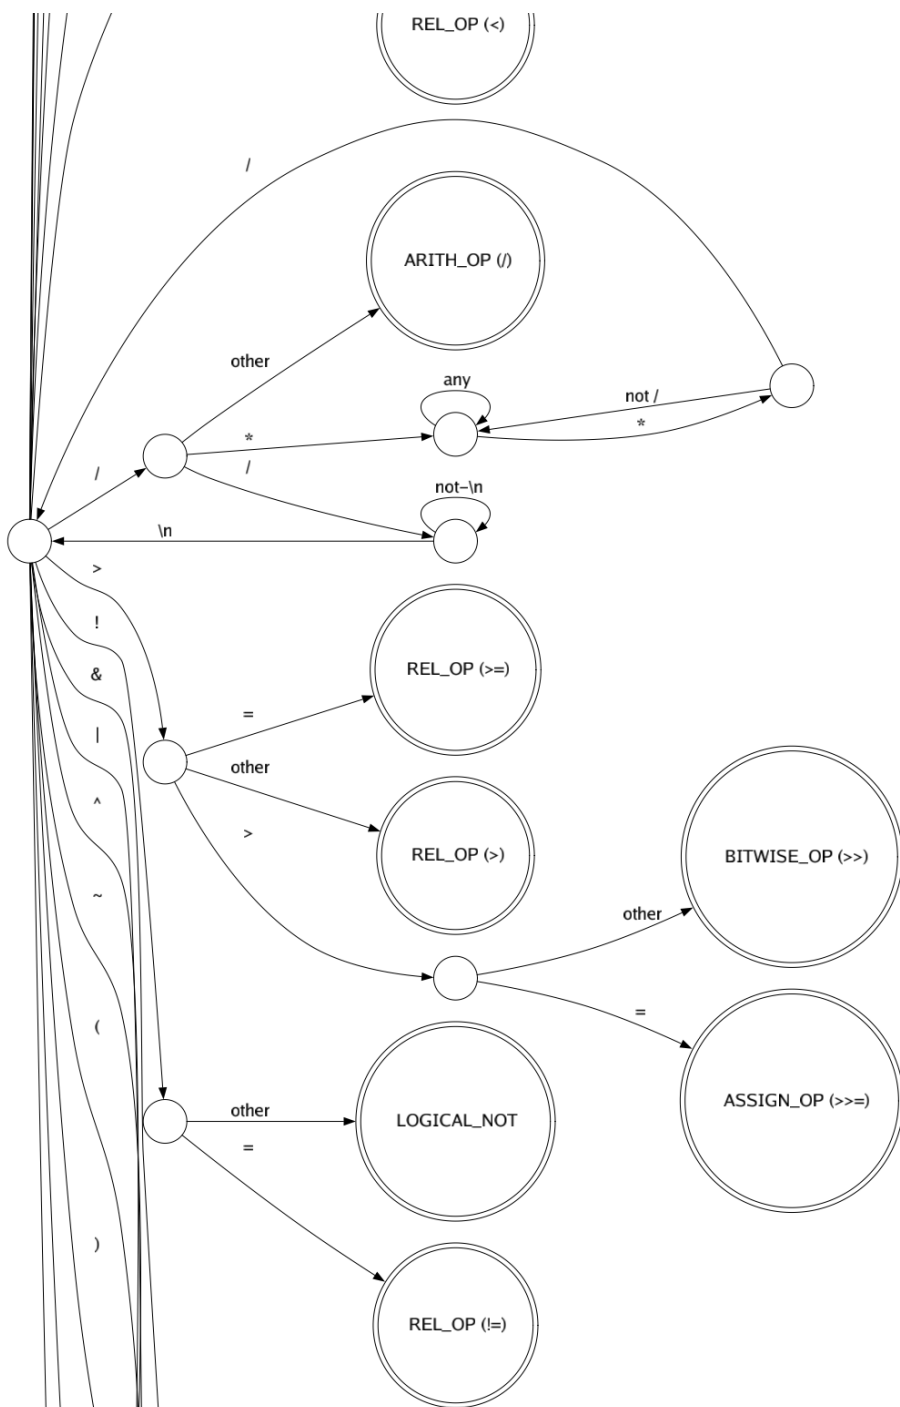 REL_OP (<)
/
ARITH_OP (/)
other
any
not /
*
*
/
/
not-\n
\n
>
!
REL_OP (>=)
&
=
|
other
^
>
REL_OP (>)
BITWISE_OP (>>)
~
other
=
(
ASSIGN_OP (>>=)
other
LOGICAL_NOT
=
)
REL_OP (!=)